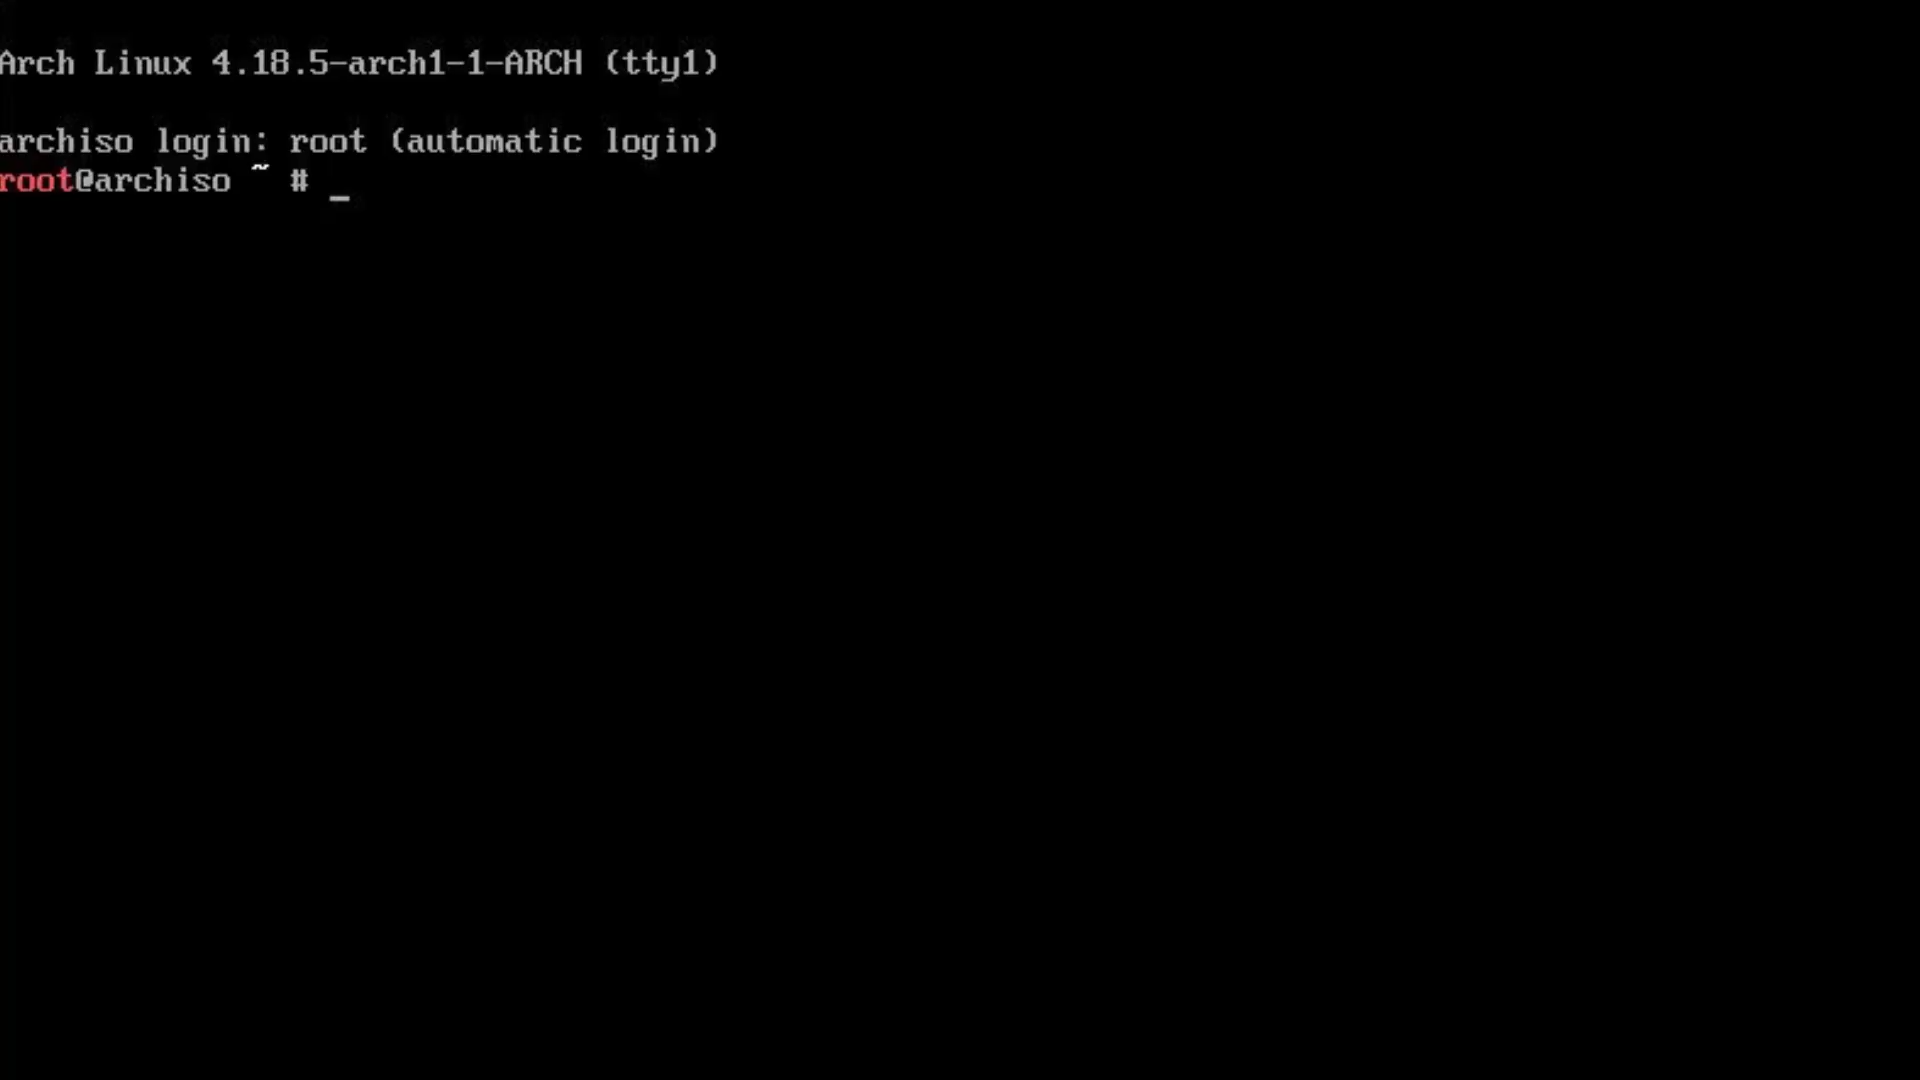 Arch Linux 4.18.5-arch1-1-ARCH (tty1)
archiso login: root (automatic login)
root@archiso ~ # _